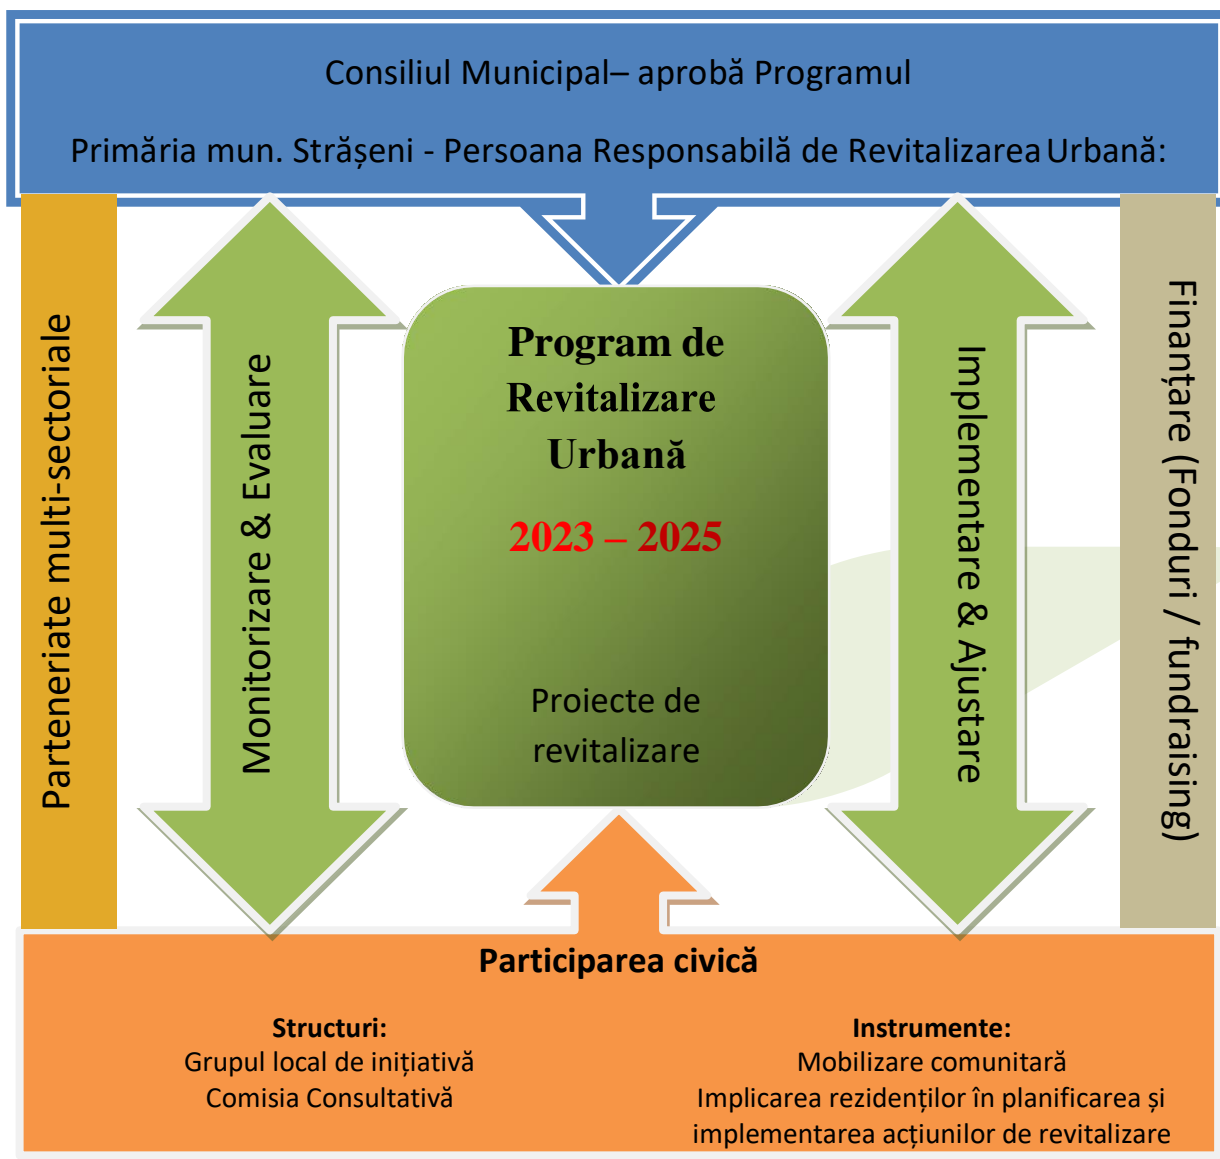 Consiliul Municipal– aprobă Programul
Primăria mun. Strășeni - Persoana Responsabilă de Revitalizarea Urbană:
Parteneriate multi-sectoriale
Monitorizare & Evaluare
Program de
Revitalizare
Urbană
2023 – 2025
Proiecte de
revitalizare
Implementare & Ajustare
Finanțare (Fonduri / fundraising)
Participarea civică
Structuri:
Grupul local de inițiativă
Comisia Consultativă
Instrumente:
Mobilizare comunitară
Implicarea rezidenților în planificarea și
implementarea acțiunilor de revitalizare